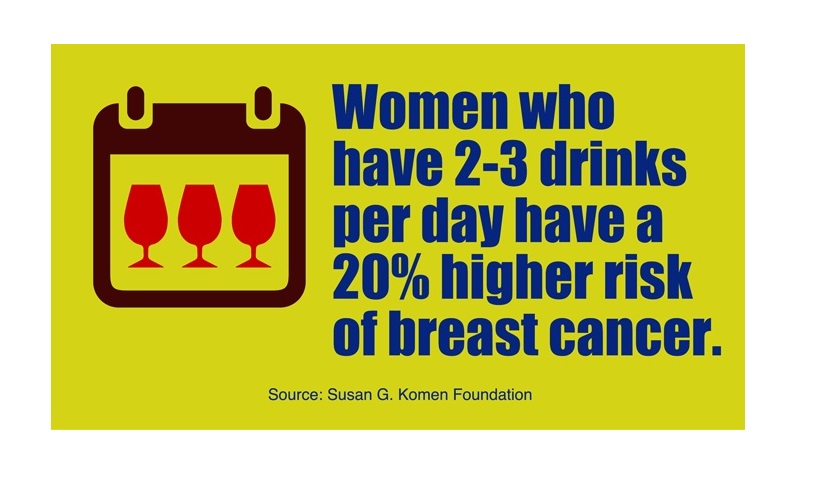 Women who
have 2-3 drinks
per day have a
20% higher risk
of breast cancer.
Source: Susan G. Komen Foundation